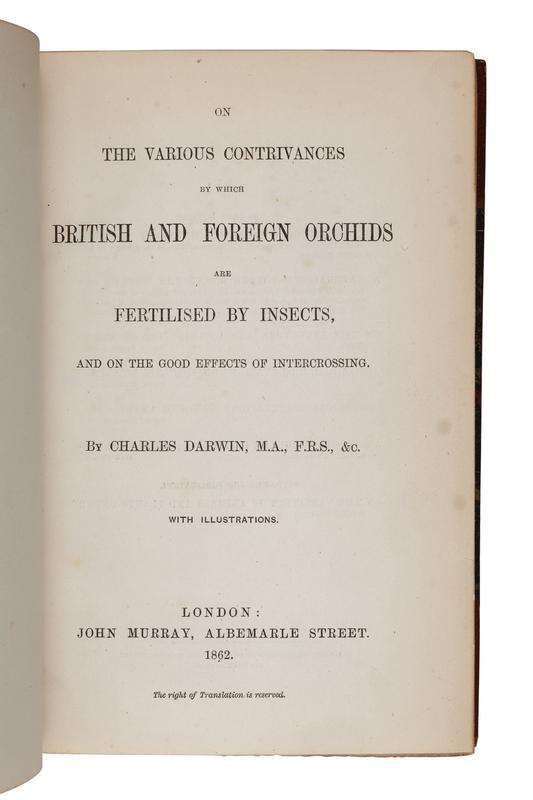 ON
THE VARIOUS CONTRIVANCES
BY WHICH
BRITISH AND FOREIGN ORCHIDS
ARE
FERTILISED BY INSECTS,
AND ON THE GOOD EFFECTS OF INTERCROSSING.
BY CHARLES DARWIN, M.A., F.R.S., &c.
WITH ILLUSTRATIONS.
LONDON:
JOHN MURRAY, ALBEMARLE STREET.
1862.
The right of Translation is reserved.